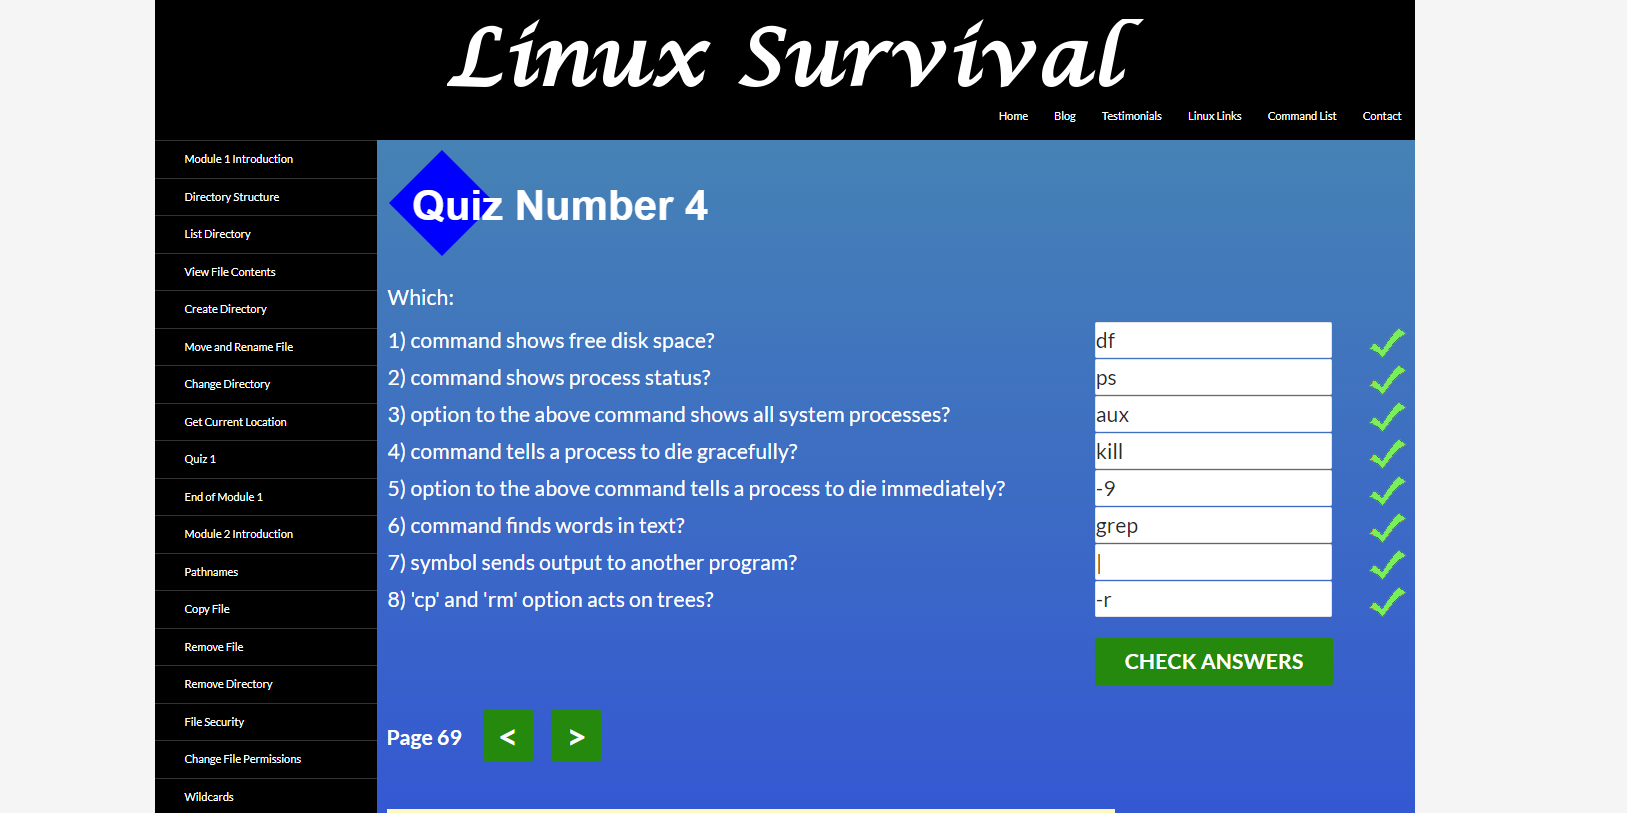 Linux Survival
Home Blog Testimonials Linux Links Command List Contact
Module 1 Introduction
Directory Structure
List Directory
View File Contents
Create Directory
Move and Rename File
Change Directory
Get Current Location
Quiz 1
End of Module 1
Module 2 Introduction
Pathnames
Copy File
Remove File
Remove Directory
File Security
Change File Permissions
Wildcards
Quiz Number 4
Which:
1) command shows free disk space? df
2) command shows process status? ps
3) option to the above command shows all system processes? aux
4) command tells a process to die gracefully? kill
5) option to the above command tells a process to die immediately? -9
6) command finds words in text? grep
7) symbol sends output to another program? |
8) 'cp' and 'rm' option acts on trees? -r
CHECK ANSWERS
Page 69 < >